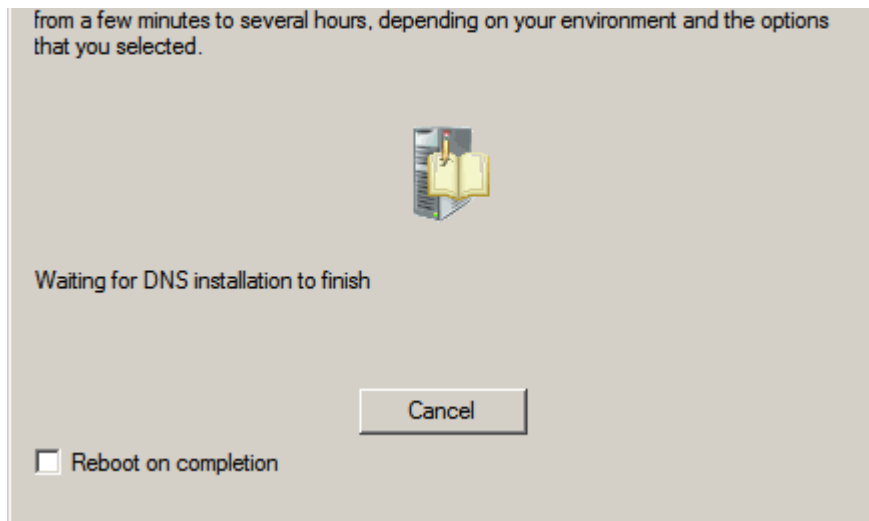 from a few minutes to several hours, depending on your environment and the options
that you selected.
Waiting for DNS installation to finish
Cancel
Reboot on completion